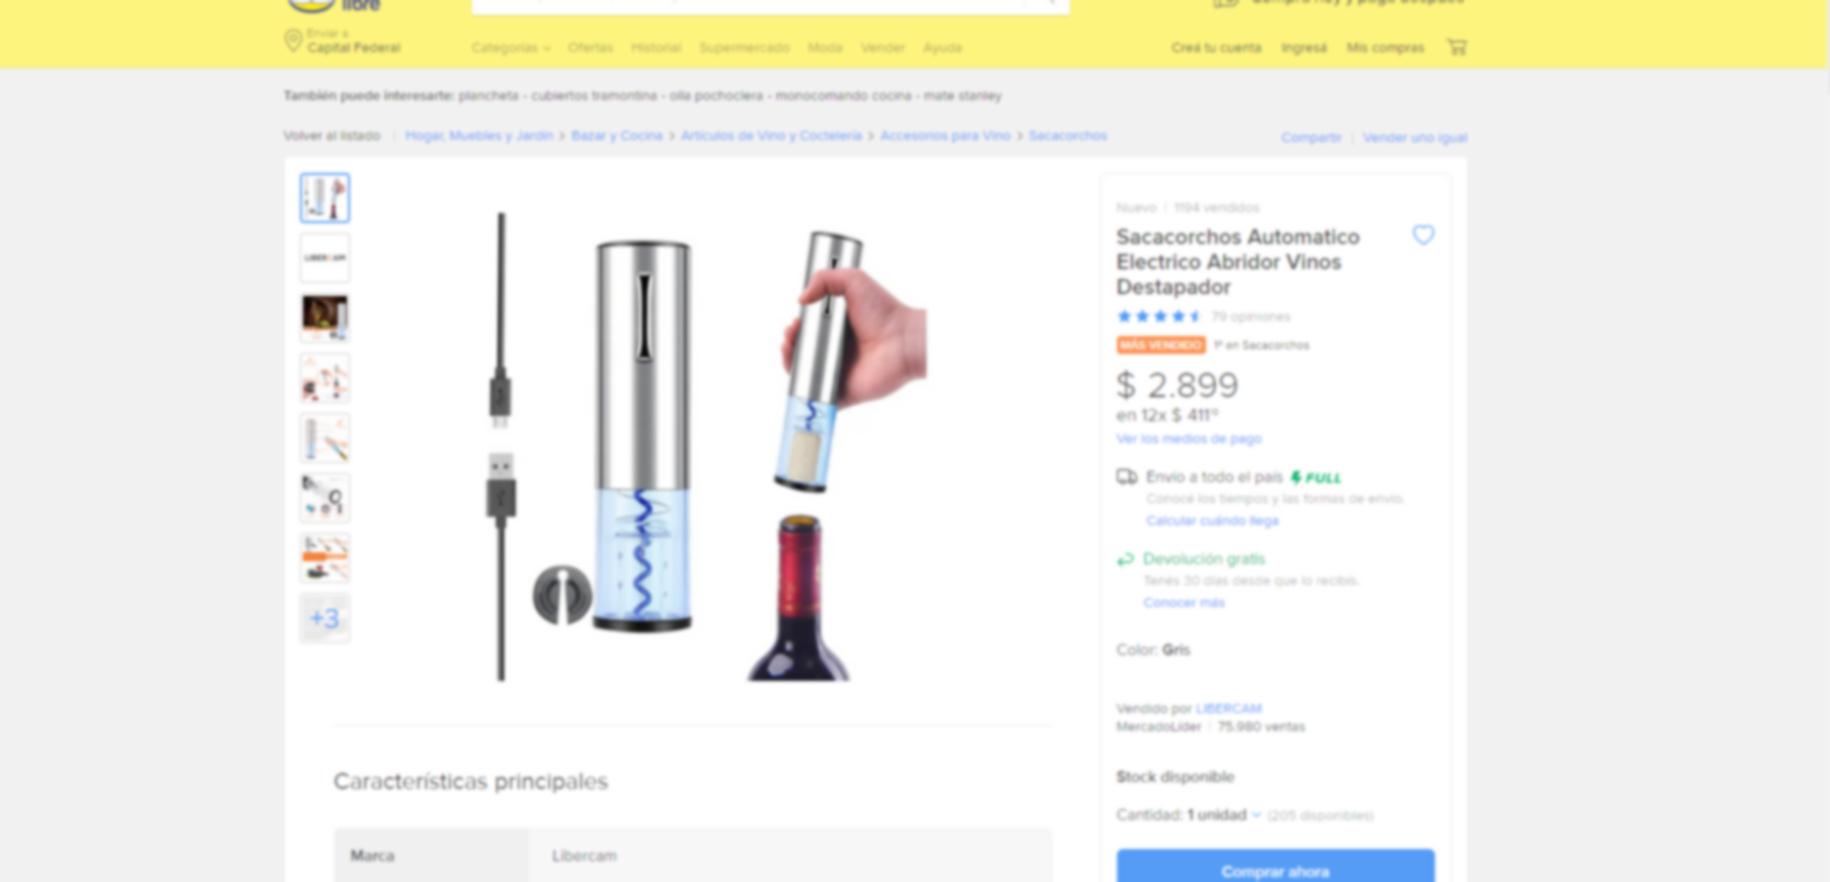 libre
Enviar a
Capital Federal
Categorías Ofertas Historial Supermercado Moda Vender Ayuda
Creá tu cuenta Ingresá Mis compras
También puede interesarte: plancheta - cubiertos tramontina - olla pochoclera - monocomando cocina - mate stanley
Volver al listado | Hogar, Muebles y Jardín > Bazar y Cocina > Artículos de Vino y Coctelería > Accesorios para Vino > Sacacorchos
Compartir | Vender uno igual
LIBERCAM
+3
Nuevo | 1194 vendidos
Sacacorchos Automatico
Electrico Abridor Vinos
Destapador
79 opiniones
MÁS VENDIDO 1º en Sacacorchos
$ 2.899
en 12x $ 411
Ver los medios de pago
Envío a todo el país FULL
Conocé los tiempos y las formas de envío.
Calcular cuándo llega
Devolución gratis
Tenés 30 días desde que lo recibís.
Conocer más
Color: Gris
Vendido por LIBERCAM
MercadoLíder | 75.980 ventas
Stock disponible
Cantidad: 1 unidad (205 disponibles)
Comprar ahora
Características principales
Marca Libercam